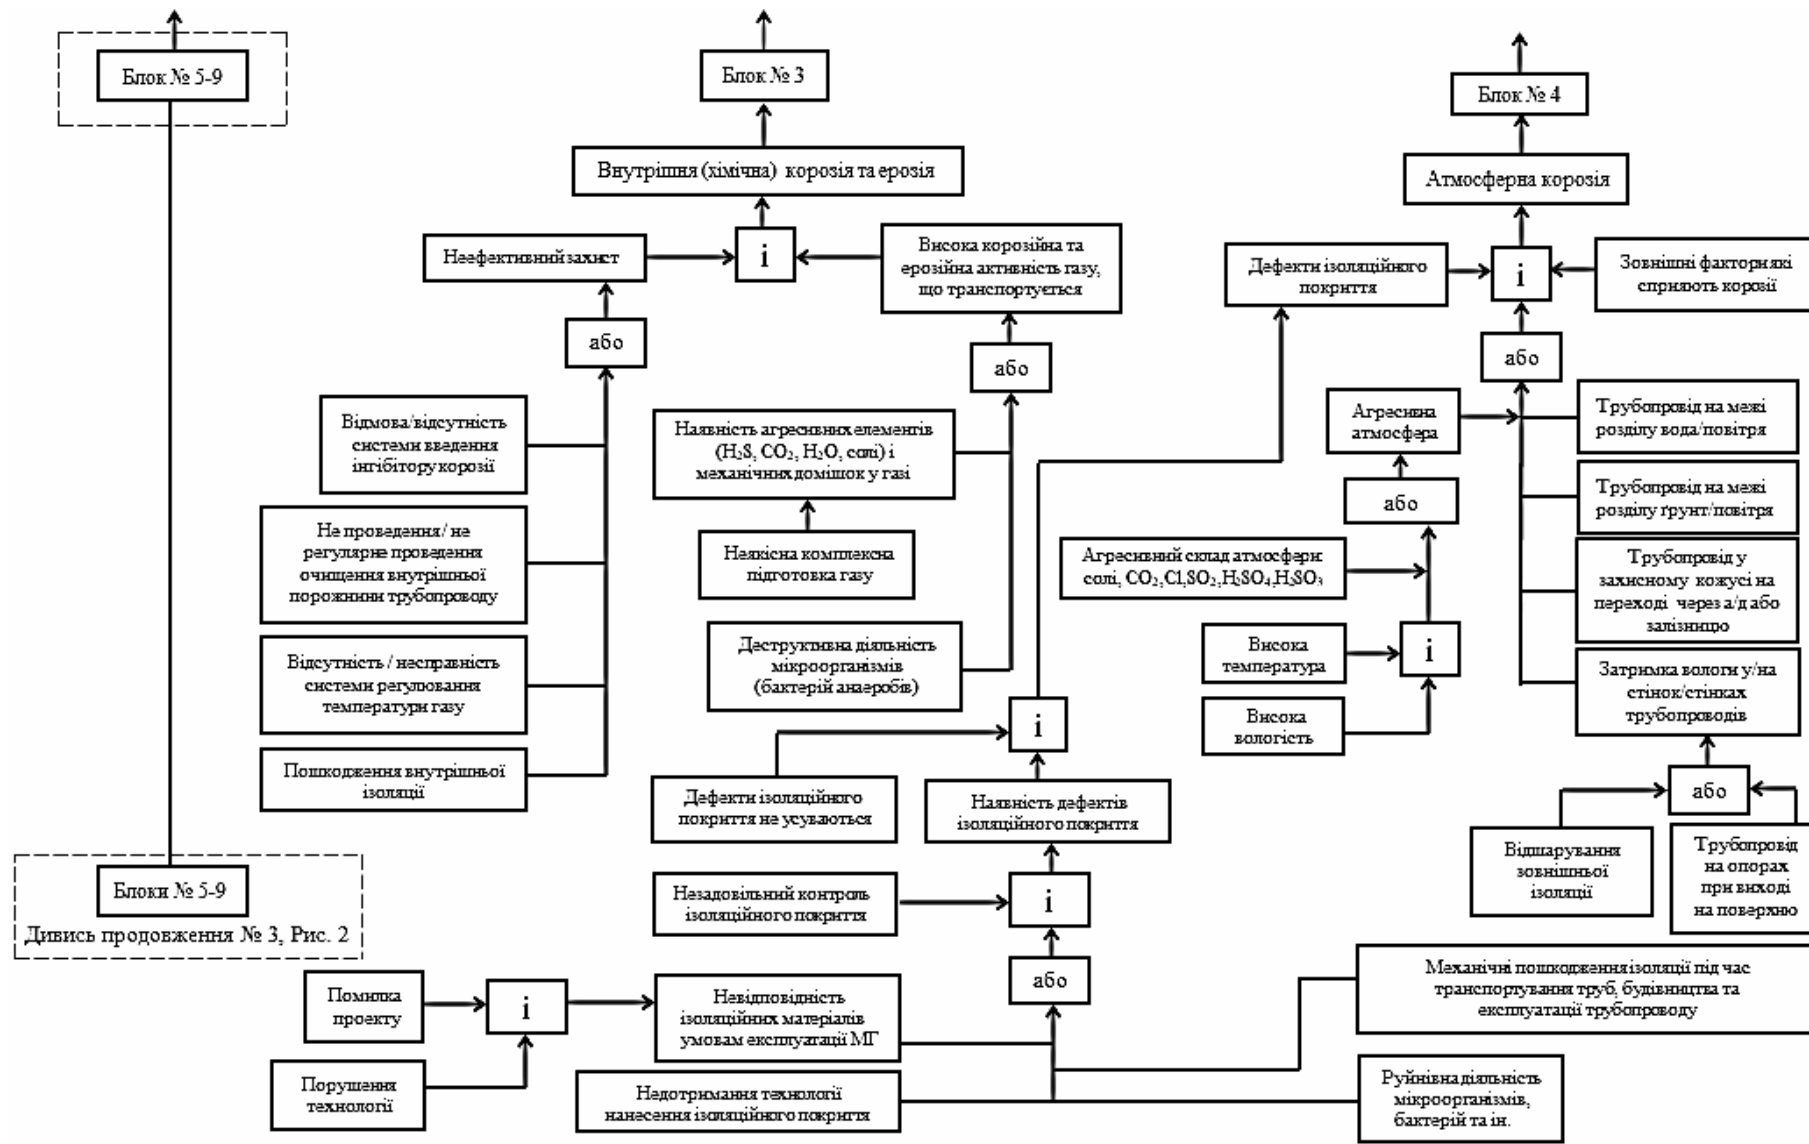 Блок № 5-9
Блок № 3
Блок № 4
Внутрішня (хімічна) корозія та ерозія
Атмосферна корозія
Неефективний захист
і
Висока корозійна та
ерозійна активність газу,
що транспортується
Дефекти ізоляційного
покриття
і
Зовнішні фактори які
сприяють корозії
або
або
або
Відмова/відсутність
системи введення
інгібітору корозії
Наявність агресивних елементів
(H₂S, CO₂, H₂O, солі) і
механічних домішок у газі
Агресивна
атмосфера
Трубопровід на межі
розділу вода/повітря
Трубопровід на межі
розділу ґрунт/повітря
або
Не проведення / не
регулярне проведення
очищення внутрішньої
порожнини трубопроводу
Неякісна комплексна
підготовка газу
Агресивний склад атмосфери:
солі, CO₂,Cl,SO₂,H₂SO₄,H₂SO₃
Трубопровід у
захисному кожусі на
переході через а/д або
залізницю
Відсутність / несправність
системи регулювання
температури газу
Деструктивна діяльність
мікроорганізмів
(бактерій анаеробів)
Висока
температура
і
Затримка вологи у/на
стінок/стінках
трубопроводів
і
Висока
вологість
Пошкодження внутрішньої
ізоляції
Дефекти ізоляційного
покриття не усуваються
Наявність дефектів
ізоляційного покриття
або
Відшарування
зовнішньої
ізоляції
Трубопровід
на опорах
при виході
на поверхню
Блоки № 5-9
Дивись продовження № 3, Рис. 2
Незадовільний контроль
ізоляційного покриття
і
або
Помилка
проекту
і
Невідповідність
ізоляційних матеріалів
умовам експлуатації МГ
Механічні пошкодження ізоляції під час
транспортування труб, будівництва та
експлуатації трубопроводу
Порушення
технології
Недотримання технології
нанесення ізоляційного покриття
Руйнівна діяльність
мікроорганізмів,
бактерій та ін.